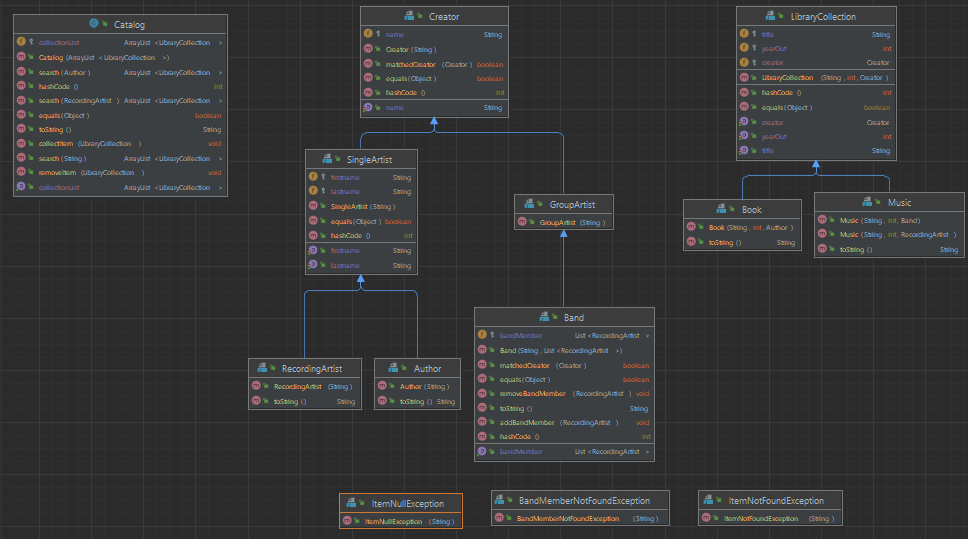 Catalog
collectionList ArrayList <LibraryCollection >
Catalog (ArrayList <LibraryCollection >)
search(Author ) ArrayList <LibraryCollection >
hashCode () int
search(RecordingArtist ) ArrayList <LibraryCollection >
equals(Object ) boolean
toString () String
collectItem (LibraryCollection ) void
search(String ) ArrayList <LibraryCollection >
removeItem (LibraryCollection ) void
collectionList ArrayList <LibraryCollection >
Creator
name String
Creator (String )
matchedCreator (Creator ) boolean
equals(Object ) boolean
hashCode () int
name String
LibraryCollection
title String
yearOut int
creator Creator
LibraryCollection (String , int , Creator )
hashCode () int
equals(Object ) boolean
creator Creator
yearOut int
title String
SingleArtist
firstname String
lastname String
SingleArtist (String )
equals(Object ) boolean
hashCode () int
firstname String
lastname String
GroupArtist
GroupArtist (String )
Book
Book (String , int , Author )
toString () String
Music
Music (String , int , Band)
Music (String , int , RecordingArtist )
toString () String
RecordingArtist
RecordingArtist (String )
toString () String
Author
Author (String )
toString () String
Band
bandMember List <RecordingArtist >
Band (String , List <RecordingArtist >)
matchedCreator (Creator ) boolean
equals(Object ) boolean
removeBandMember (RecordingArtist ) void
toString () String
addBandMember (RecordingArtist ) void
hashCode () int
bandMember List <RecordingArtist >
ItemNullException
ItemNullException (String )
BandMemberNotFoundException
BandMemberNotFoundException (String )
ItemNotFoundException
ItemNotFoundException (String )